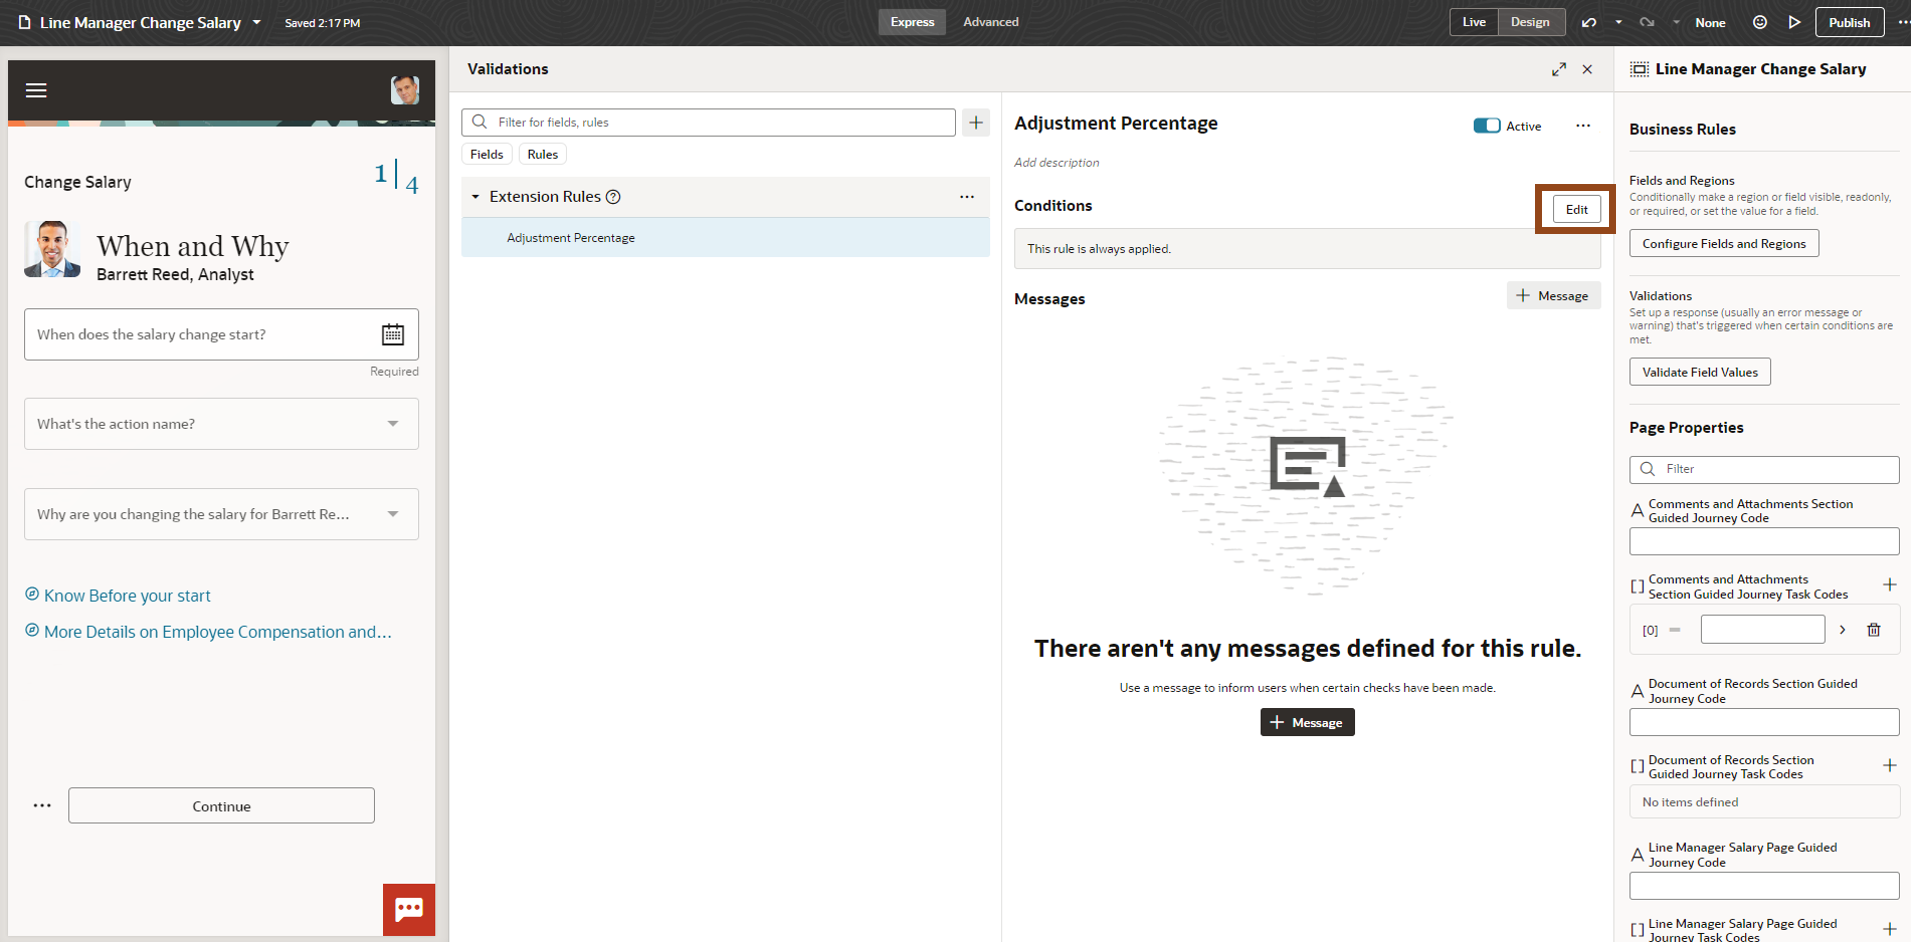 Line Manager Change Salary
Saved 2:17 PM
Express
Advanced
Live
Design
None
Publish
Change Salary
1
4
When and Why
Barrett Reed, Analyst
When does the salary change start?
Required
What's the action name?
Why are you changing the salary for Barrett Re...
Know Before your start
More Details on Employee Compensation and...
Continue
Validations
Filter for fields, rules
Fields
Rules
Extension Rules
Adjustment Percentage
Adjustment Percentage
Active
Add description
Conditions
Edit
This rule is always applied.
Messages
Message
There aren't any messages defined for this rule.
Use a message to inform users when certain checks have been made.
Message
Line Manager Change Salary
Business Rules
Fields and Regions
Conditionally make a region or field visible, readonly,
or required, or set the value for a field.
Configure Fields and Regions
Validations
Set up a response (usually an error message or
warning) that's triggered when certain conditions are
met.
Validate Field Values
Page Properties
Filter
A Comments and Attachments Section
Guided Journey Code
[] Comments and Attachments
Section Guided Journey Task Codes
[0]
A Document of Records Section Guided
Journey Code
[] Document of Records Section
Guided Journey Task Codes
No items defined
A Line Manager Salary Page Guided
Journey Code
[] Line Manager Salary Page Guided
Journey Task Codes